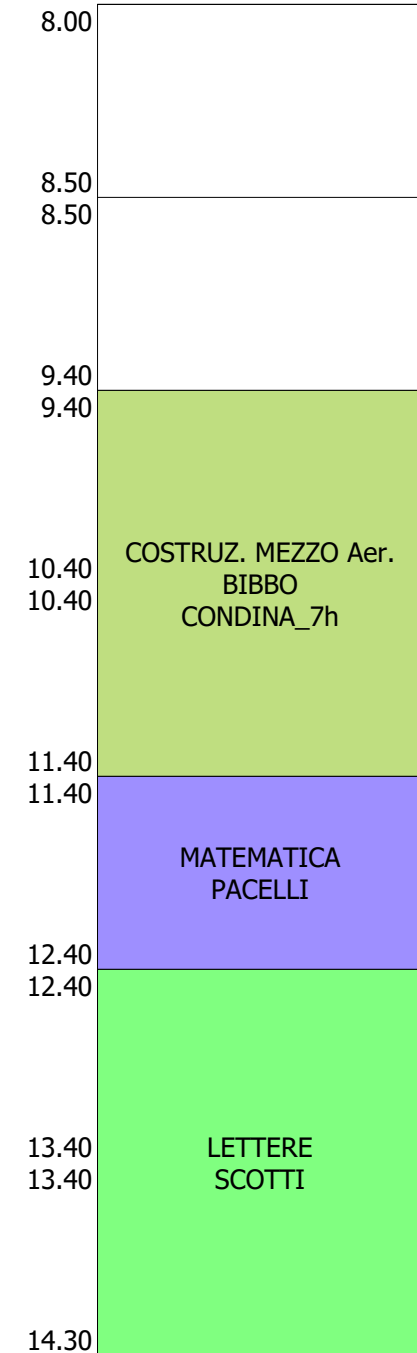 8.00
8.50
8.50
9.40
9.40
10.40
10.40
COSTRUZ. MEZZO Aer.
BIBBO
CONDINA_7h
11.40
11.40
MATEMATICA
PACELLI
12.40
12.40
13.40
13.40
LETTERE
SCOTTI
14.30